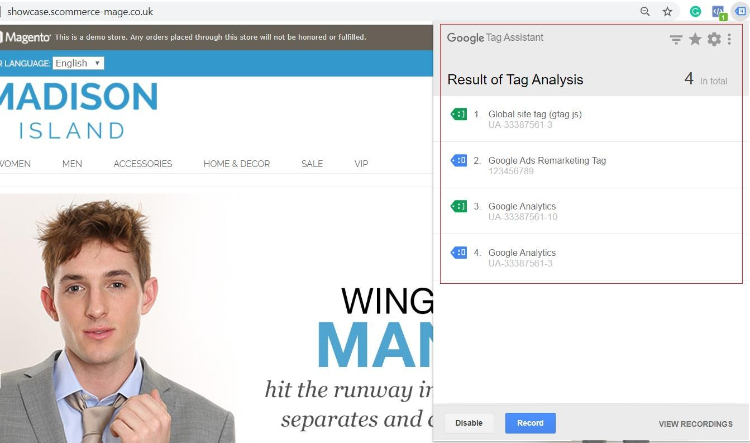 showcase.scommerce-mage.co.uk
Magento This is a demo store. Any orders placed through this store will not be honored or fulfilled.
R LANGUAGE: English
MADISON
ISLAND
WOMEN MEN ACCESSORIES HOME & DECOR SALE VIP
WING
MAN
hit the runway in
separates and c
Google Tag Assistant
Result of Tag Analysis 4 In total
1. Global site tag (gtag.js)
UA-33387561-3
2. Google Ads Remarketing Tag
123456789
3. Google Analytics
UA-33387561-10
4. Google Analytics
UA-33387561-3
Disable Record VIEW RECORDINGS